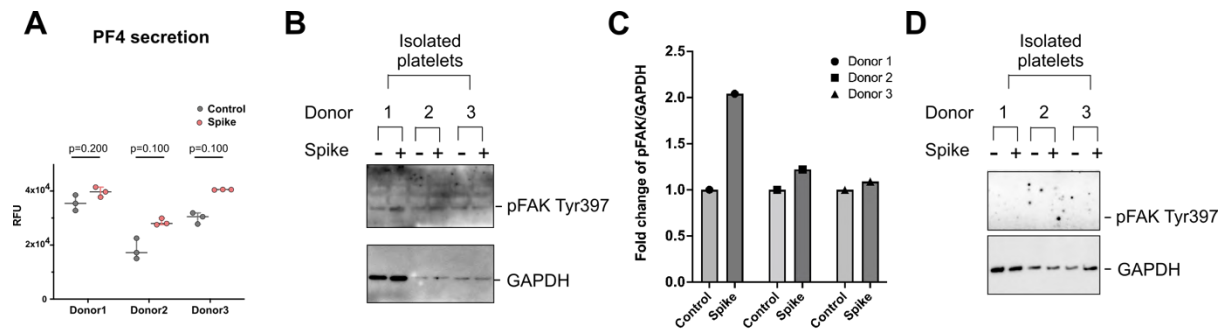 A
PF4 secretion
Control
Spike
p=0.200
p=0.100
p=0.100
4x10⁴
2x10⁴
0
RFU
Donor1
Donor2
Donor3
B
Isolated
platelets
Donor 1 2 3
Spike - + - + - +
pFAK Tyr397
GAPDH
C
Fold change of pFAK/GAPDH
2.5
2.0
1.5
1.0
0.5
0.0
Donor 1
Donor 2
Donor 3
Control
Spike
Control
Spike
Control
Spike
D
Isolated
platelets
Donor 1 2 3
Spike - + - + - +
pFAK Tyr397
GAPDH